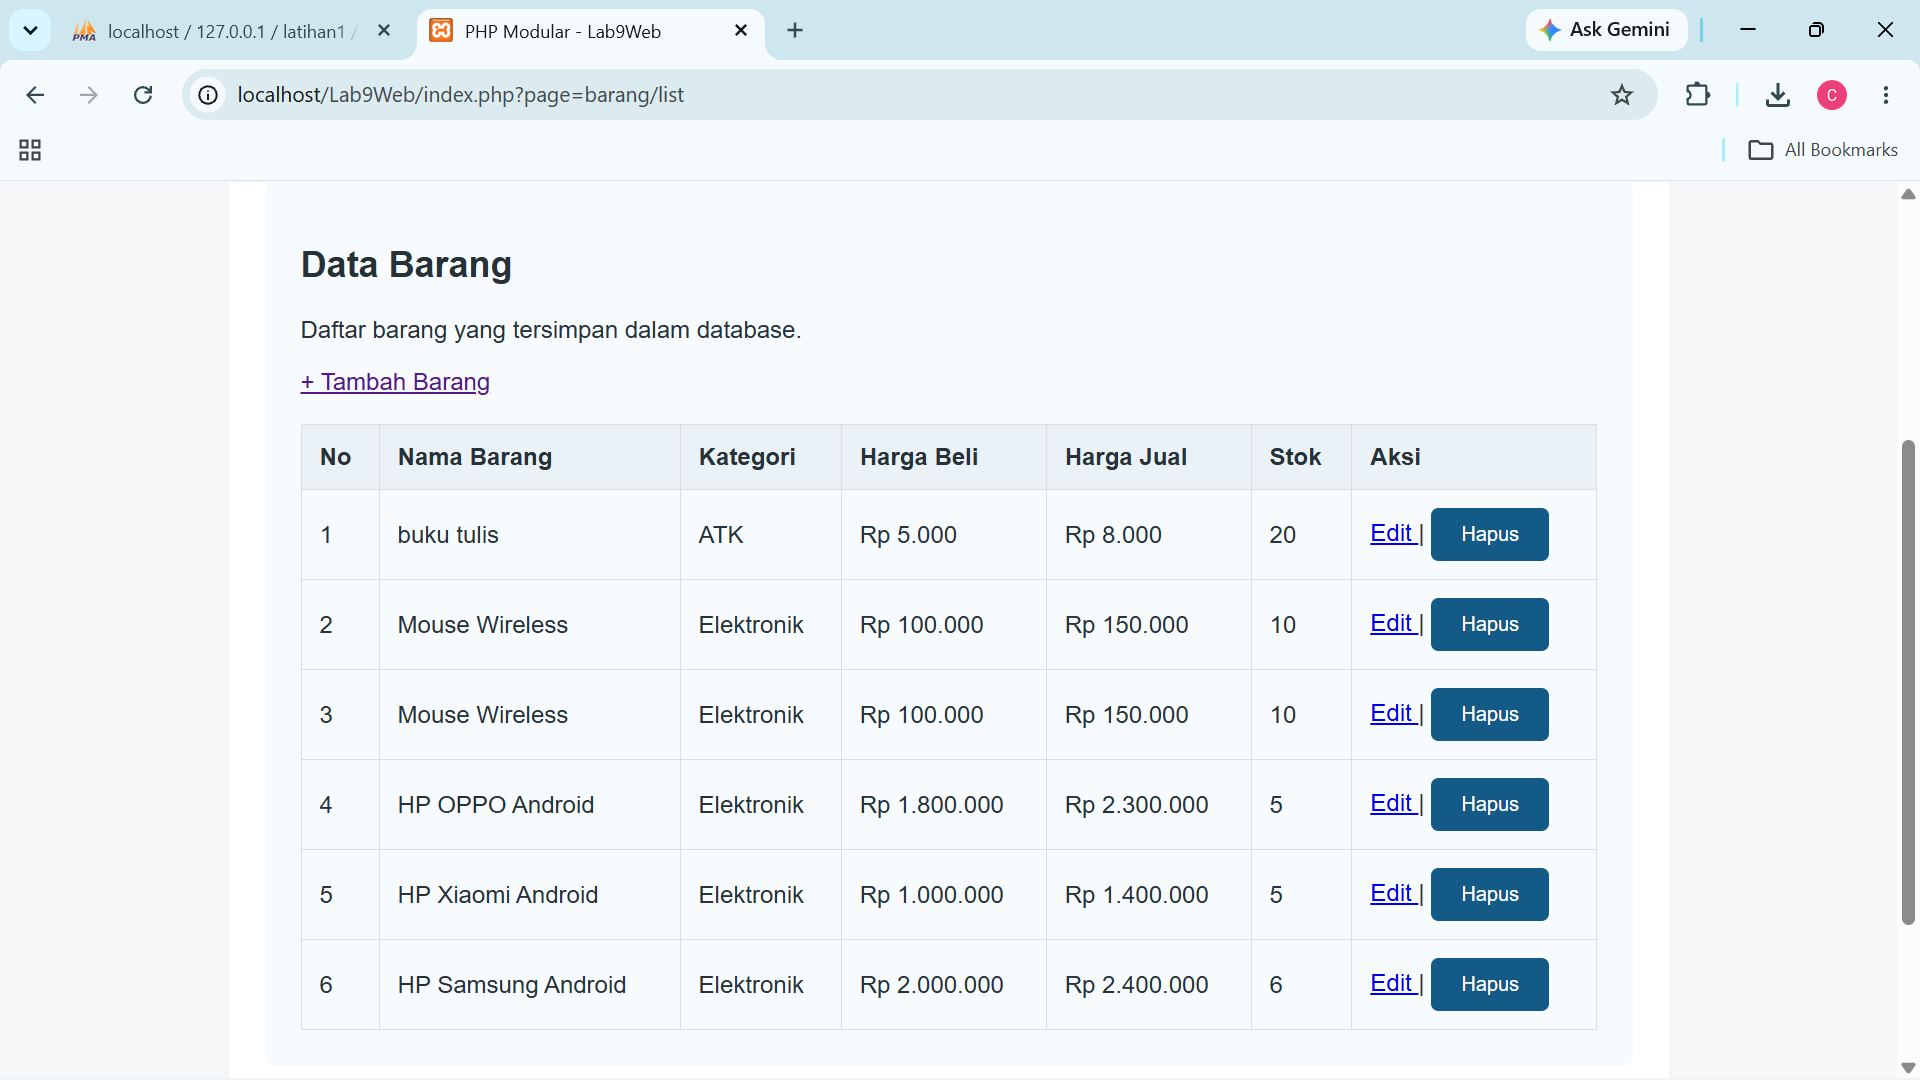 localhost / 127.0.0.1 / latihan1 /
PHP Modular - Lab9Web
Ask Gemini
localhost/Lab9Web/index.php?page=barang/list
C
All Bookmarks
Data Barang
Daftar barang yang tersimpan dalam database.
+ Tambah Barang
No Nama Barang Kategori Harga Beli Harga Jual Stok Aksi
1 buku tulis ATK Rp 5.000 Rp 8.000 20 Edit | Hapus
2 Mouse Wireless Elektronik Rp 100.000 Rp 150.000 10 Edit | Hapus
3 Mouse Wireless Elektronik Rp 100.000 Rp 150.000 10 Edit | Hapus
4 HP OPPO Android Elektronik Rp 1.800.000 Rp 2.300.000 5 Edit | Hapus
5 HP Xiaomi Android Elektronik Rp 1.000.000 Rp 1.400.000 5 Edit | Hapus
6 HP Samsung Android Elektronik Rp 2.000.000 Rp 2.400.000 6 Edit | Hapus